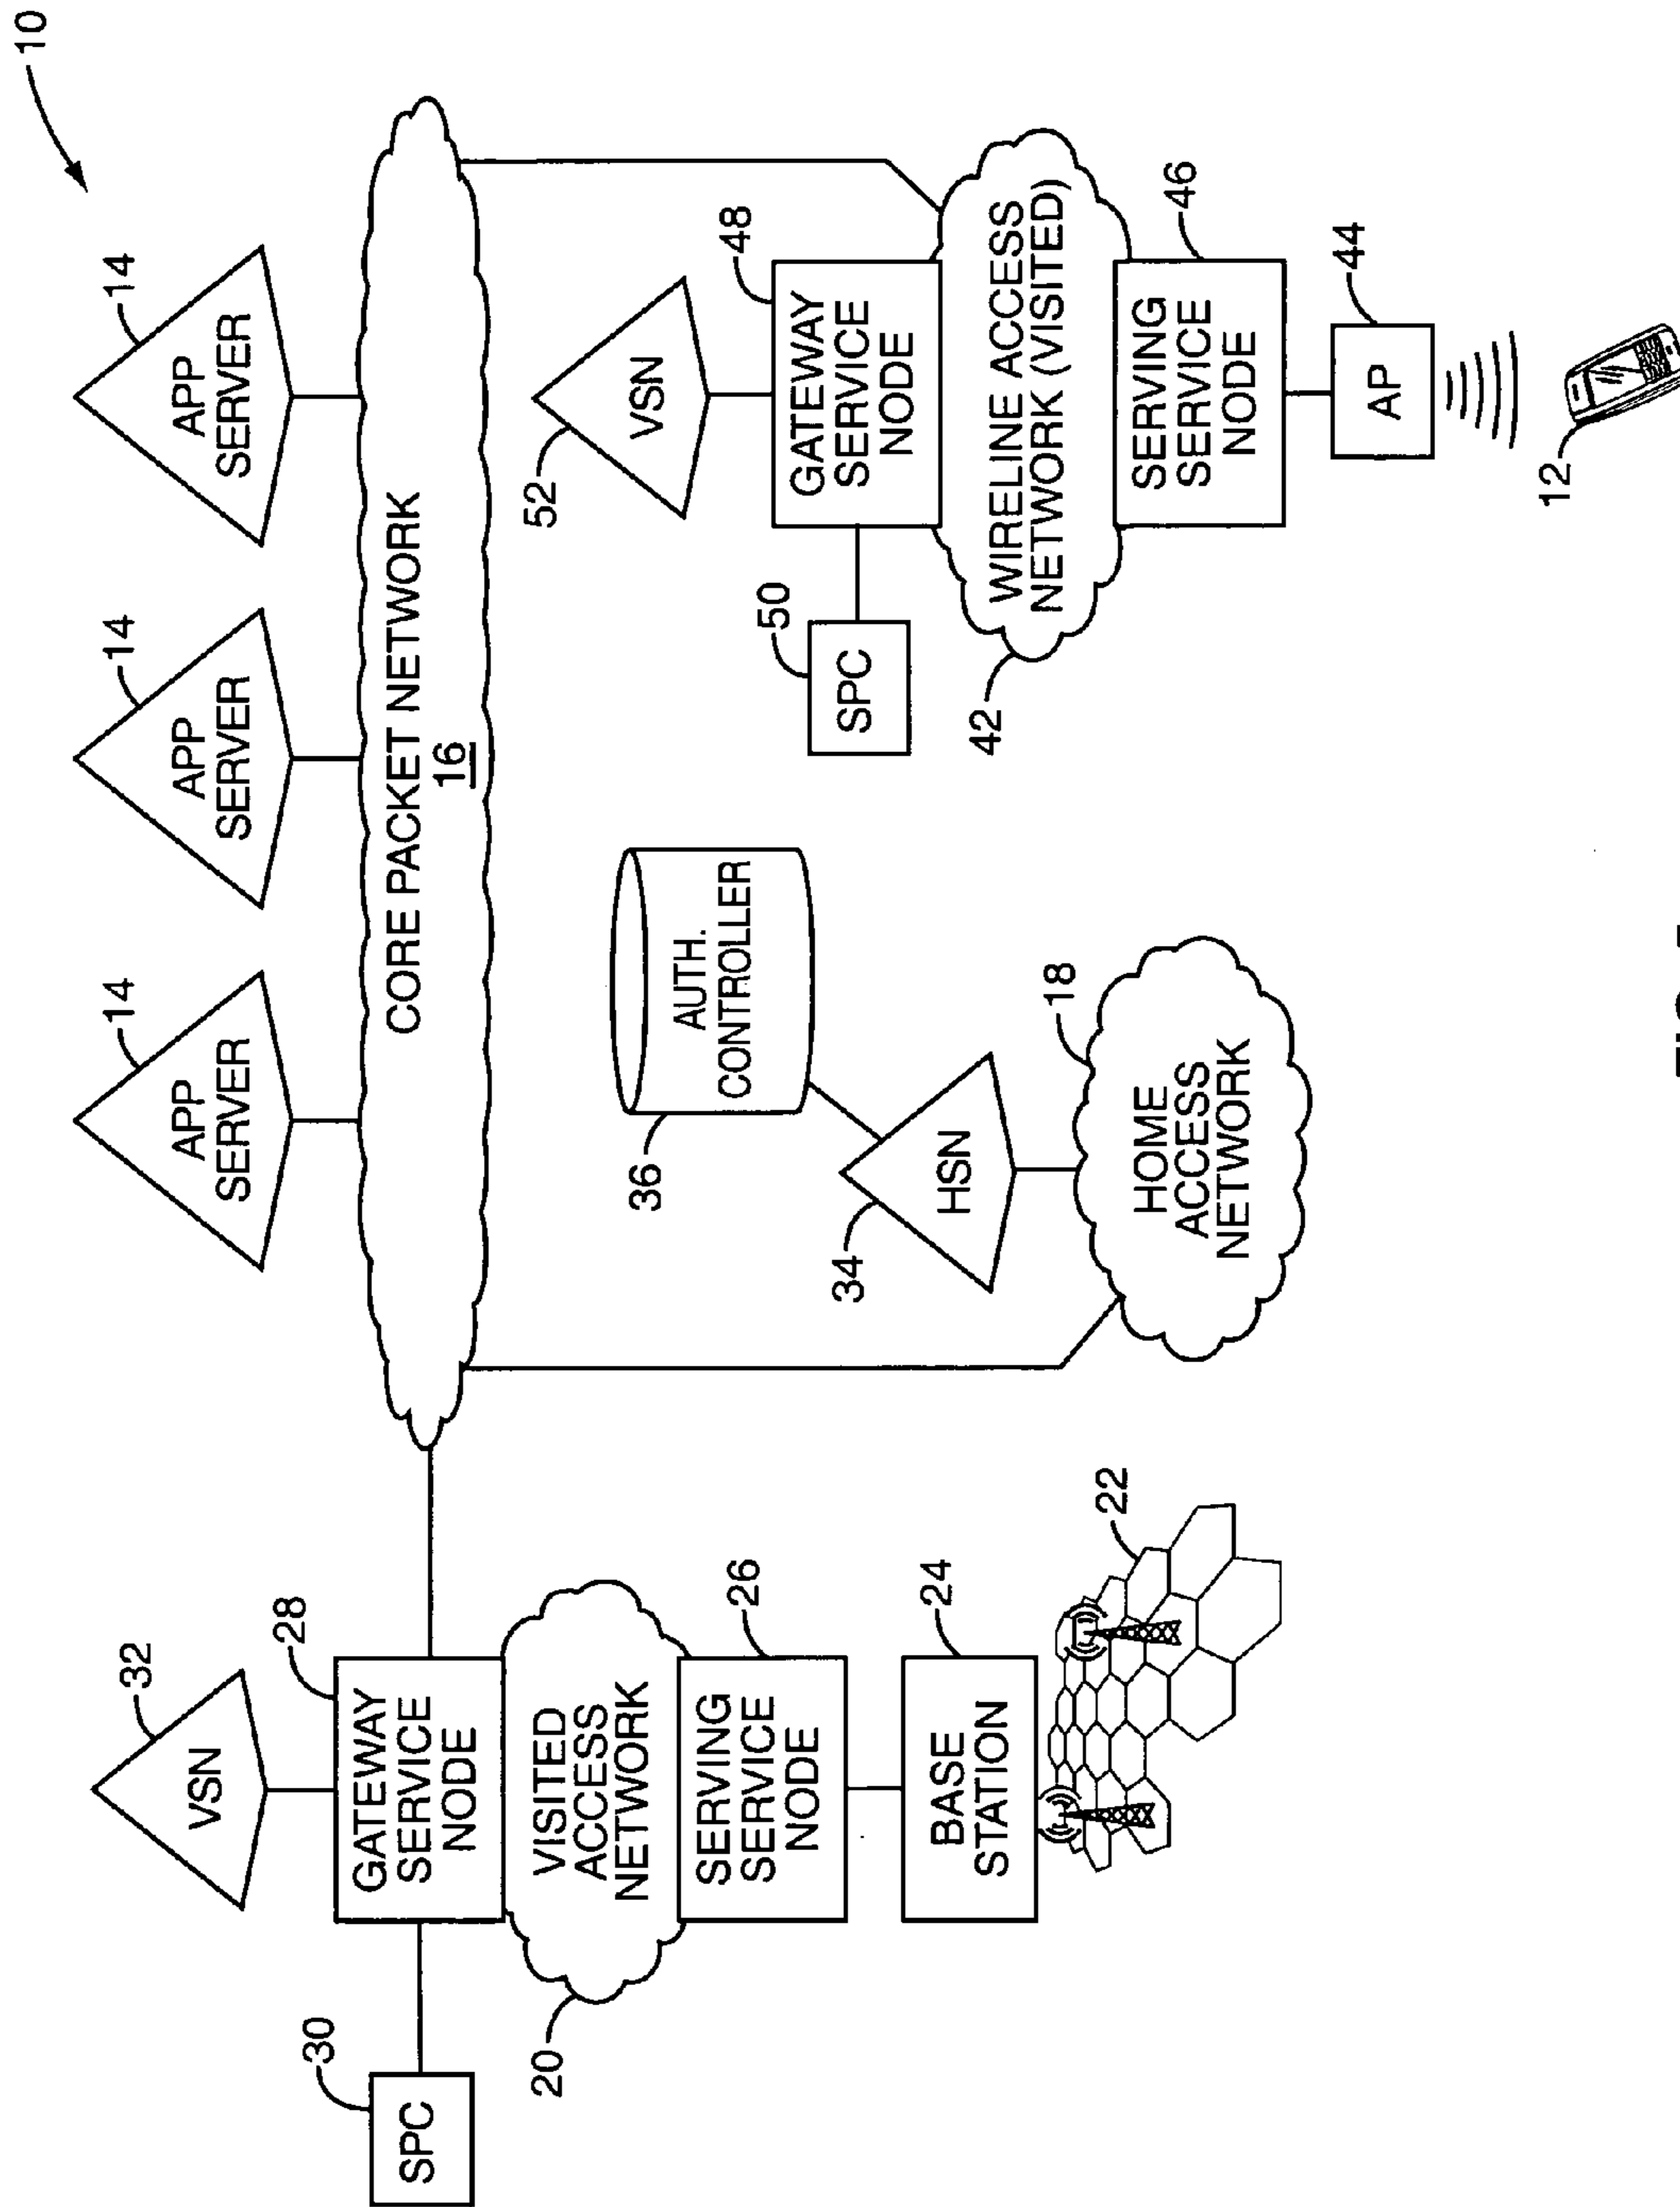 10
APP
SERVER
14
APP
SERVER
14
APP
SERVER
14
CORE PACKET NETWORK
16
VSN
32
GATEWAY
SERVICE
NODE
28
SPC
30
VISITED
ACCESS
NETWORK
20
SERVING
SERVICE
NODE
26
BASE
STATION
24
22
AUTH.
CONTROLLER
36
HSN
34
HOME
ACCESS
NETWORK
18
VSN
52
GATEWAY
SERVICE
NODE
48
SPC
50
WIRELINE ACCESS
NETWORK (VISITED)
42
SERVING
SERVICE
NODE
46
AP
44
12